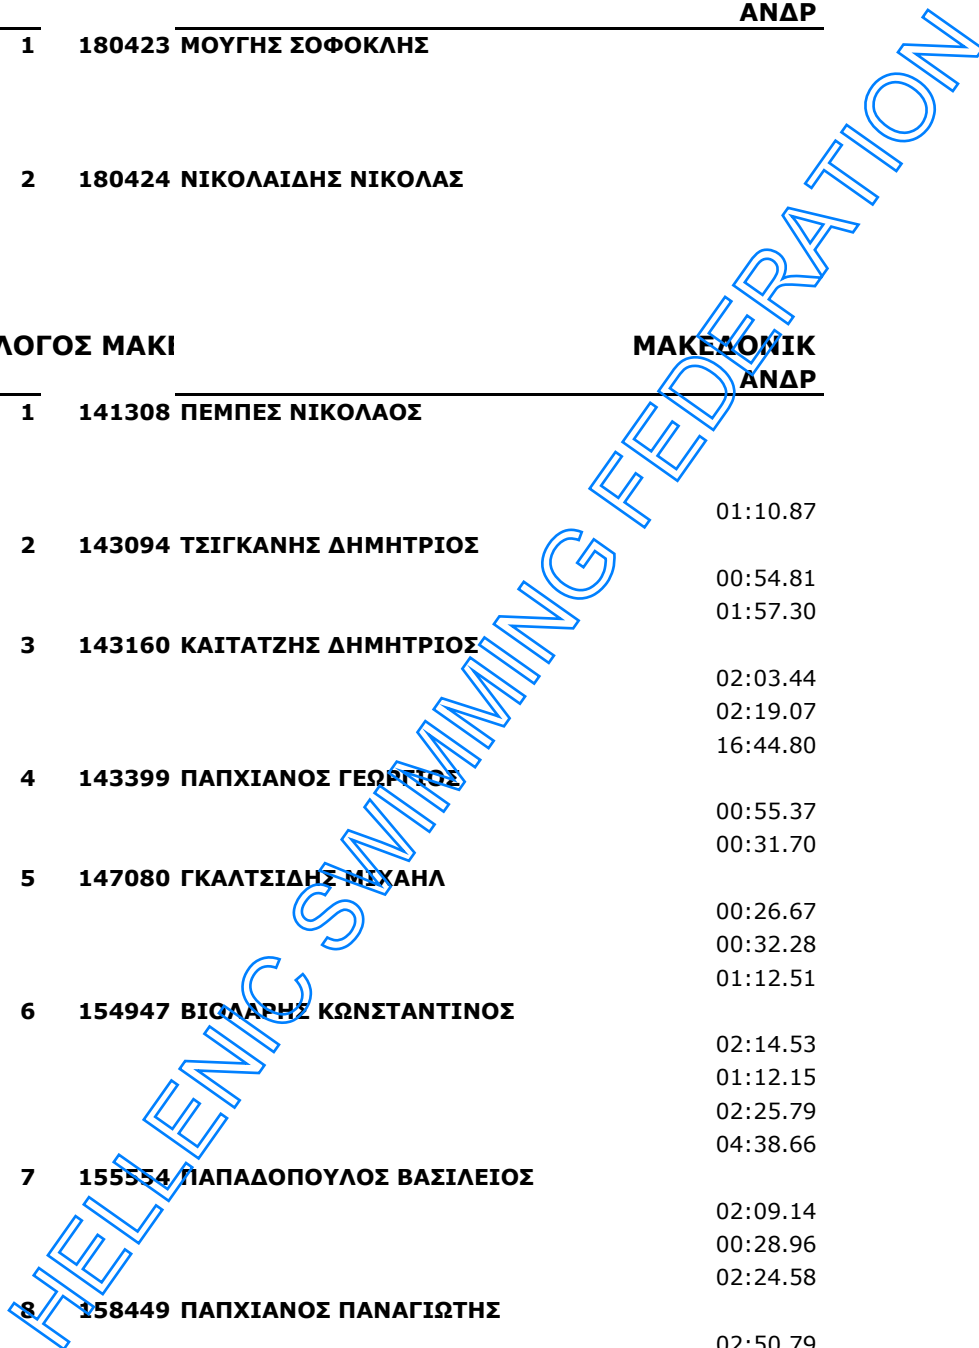 ΑΝΔΡ
1 180423 ΜΟΥΓΗΣ ΣΟΦΟΚΛΗΣ
2 180424 ΝΙΚΟΛΑΙΔΗΣ ΝΙΚΟΛΑΣ
ΛΟΓΟΣ ΜΑΚΕ ΜΑΚΕΔΟΝΙΚ
ΑΝΔΡ
1 141308 ΠΕΜΠΕΣ ΝΙΚΟΛΑΟΣ
01:10.87
2 143094 ΤΣΙΓΚΑΝΗΣ ΔΗΜΗΤΡΙΟΣ
00:54.81
01:57.30
3 143160 ΚΑΙΤΑΤΖΗΣ ΔΗΜΗΤΡΙΟΣ
02:03.44
02:19.07
16:44.80
4 143399 ΠΑΠΧΙΑΝΟΣ ΓΕΩΡΓΙΟΣ
00:55.37
00:31.70
5 147080 ΓΚΑΛΤΣΙΔΗΣ ΜΙΧΑΗΛ
00:26.67
00:32.28
01:12.51
6 154947 ΒΙΟΛΑΡΗΣ ΚΩΝΣΤΑΝΤΙΝΟΣ
02:14.53
01:12.15
02:25.79
04:38.66
7 155554 ΠΑΠΑΔΟΠΟΥΛΟΣ ΒΑΣΙΛΕΙΟΣ
02:09.14
00:28.96
02:24.58
8 158449 ΠΑΠΧΙΑΝΟΣ ΠΑΝΑΓΙΩΤΗΣ
02:50.79
HELLENIC SWIMMING FEDERATION